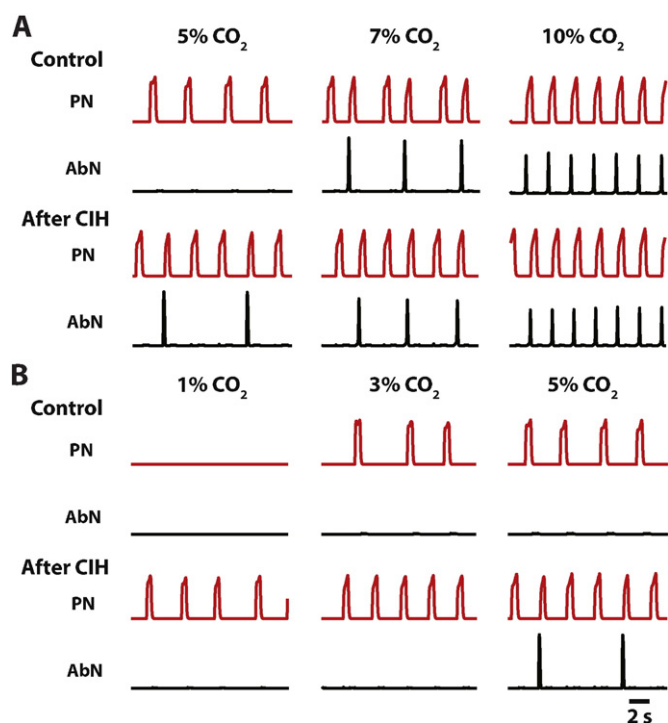 A
5% CO2 7% CO2 10% CO2
Control
PN
AbN
After CIH
PN
AbN
B
1% CO2 3% CO2 5% CO2
Control
PN
AbN
After CIH
PN
AbN
2 s